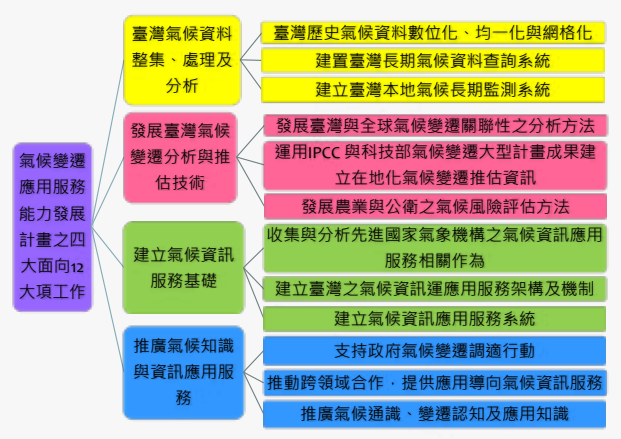 氣候變遷
應用服務
能力發展
計畫之四
大面向12
大項工作
臺灣氣候資料
整集、處理及
分析
臺灣歷史氣候資料數位化、均一化與網格化
建置臺灣長期氣候資料查詢系統
建立臺灣本地氣候長期監測系統
發展臺灣氣候
變遷分析與推
估技術
發展臺灣與全球氣候變遷關聯性之分析方法
運用IPCC 與科技部氣候變遷大型計畫成果建
立在地化氣候變遷推估資訊
發展農業與公衛之氣候風險評估方法
建立氣候資訊
服務基礎
收集與分析先進國家氣象機構之氣候資訊應用
服務相關作為
建立臺灣之氣候資訊運應用服務架構及機制
建立氣候資訊應用服務系統
推廣氣候知識
與資訊應用服
務
支持政府氣候變遷調適行動
推動跨領域合作，提供應用導向氣候資訊服務
推廣氣候通識、變遷認知及應用知識